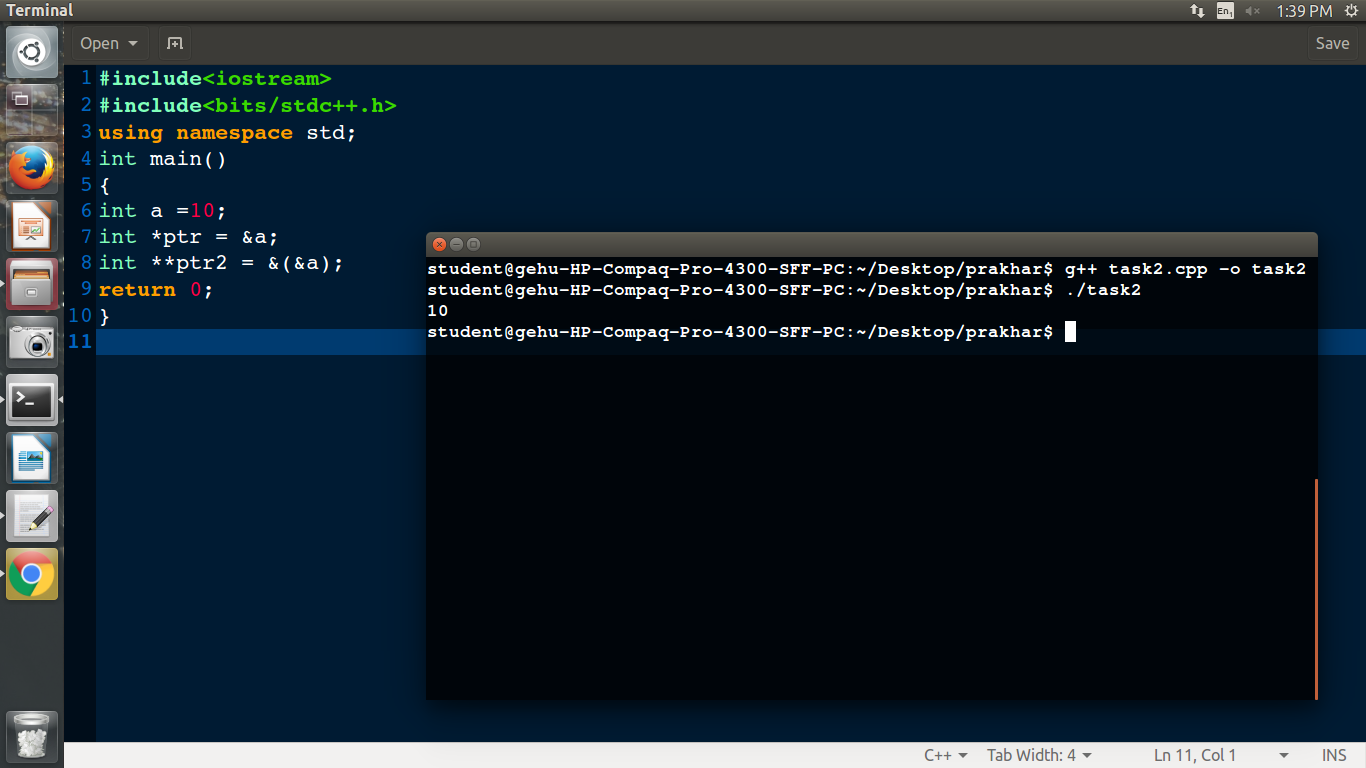 Terminal
En1
1:39 PM
Open
Save
1 #include<iostream>
2 #include<bits/stdc++.h>
3 using namespace std;
4 int main()
5 {
6 int a =10;
7 int *ptr = &a;
8 int **ptr2 = &(&a);
9 return 0;
10 }
11
student@gehu-HP-Compaq-Pro-4300-SFF-PC:~/Desktop/prakhar$ g++ task2.cpp -o task2
student@gehu-HP-Compaq-Pro-4300-SFF-PC:~/Desktop/prakhar$ ./task2
10
student@gehu-HP-Compaq-Pro-4300-SFF-PC:~/Desktop/prakhar$
C++ Tab Width: 4 Ln 11, Col 1 INS